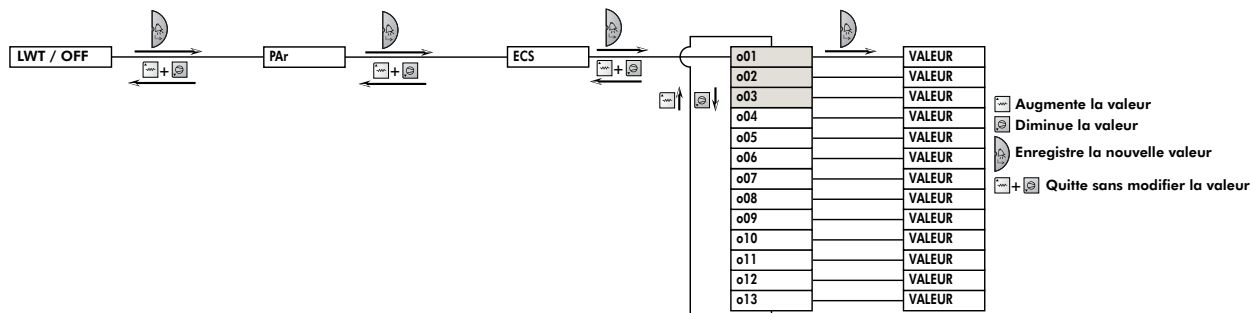 LWT / OFF
+
PAr
+
ECS
+
o01 VALEUR
o02 VALEUR
o03 VALEUR
o04 VALEUR
o05 VALEUR
o06 VALEUR
o07 VALEUR
o08 VALEUR
o09 VALEUR
o10 VALEUR
o11 VALEUR
o12 VALEUR
o13 VALEUR
Augmente la valeur
Diminue la valeur
Enregistre la nouvelle valeur
+ Quitte sans modifier la valeur